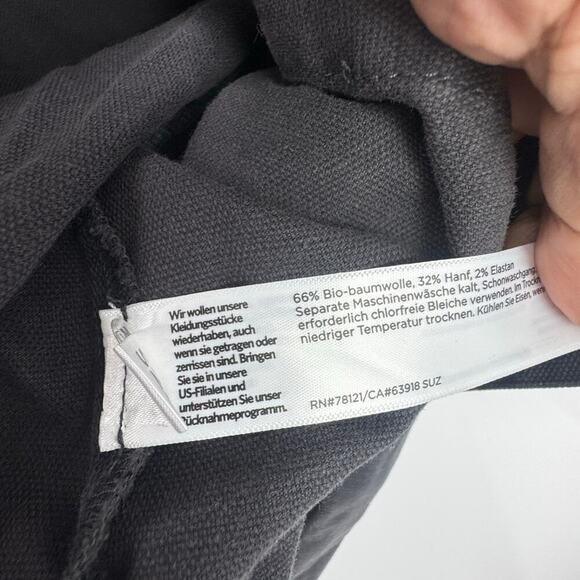 Wir wollen unsere
Kleidungsstücke
wiederhaben, auch
wenn sie getragen oder
zerrissen sind. Bringen
Sie sie in unsere
US-Filialen und
unterstützen Sie unser
Rücknahmeprogramm.
66% Bio-baumwolle, 32% Hanf, 2% Elastan
Separate Maschinenwäsche kalt, Schonwaschgang,
erforderlich chlorfreie Bleiche verwenden. Im
niedriger Temperatur trocknen. Kühlen Sie Eisen,
RN#78121/CA#63918 SUZ